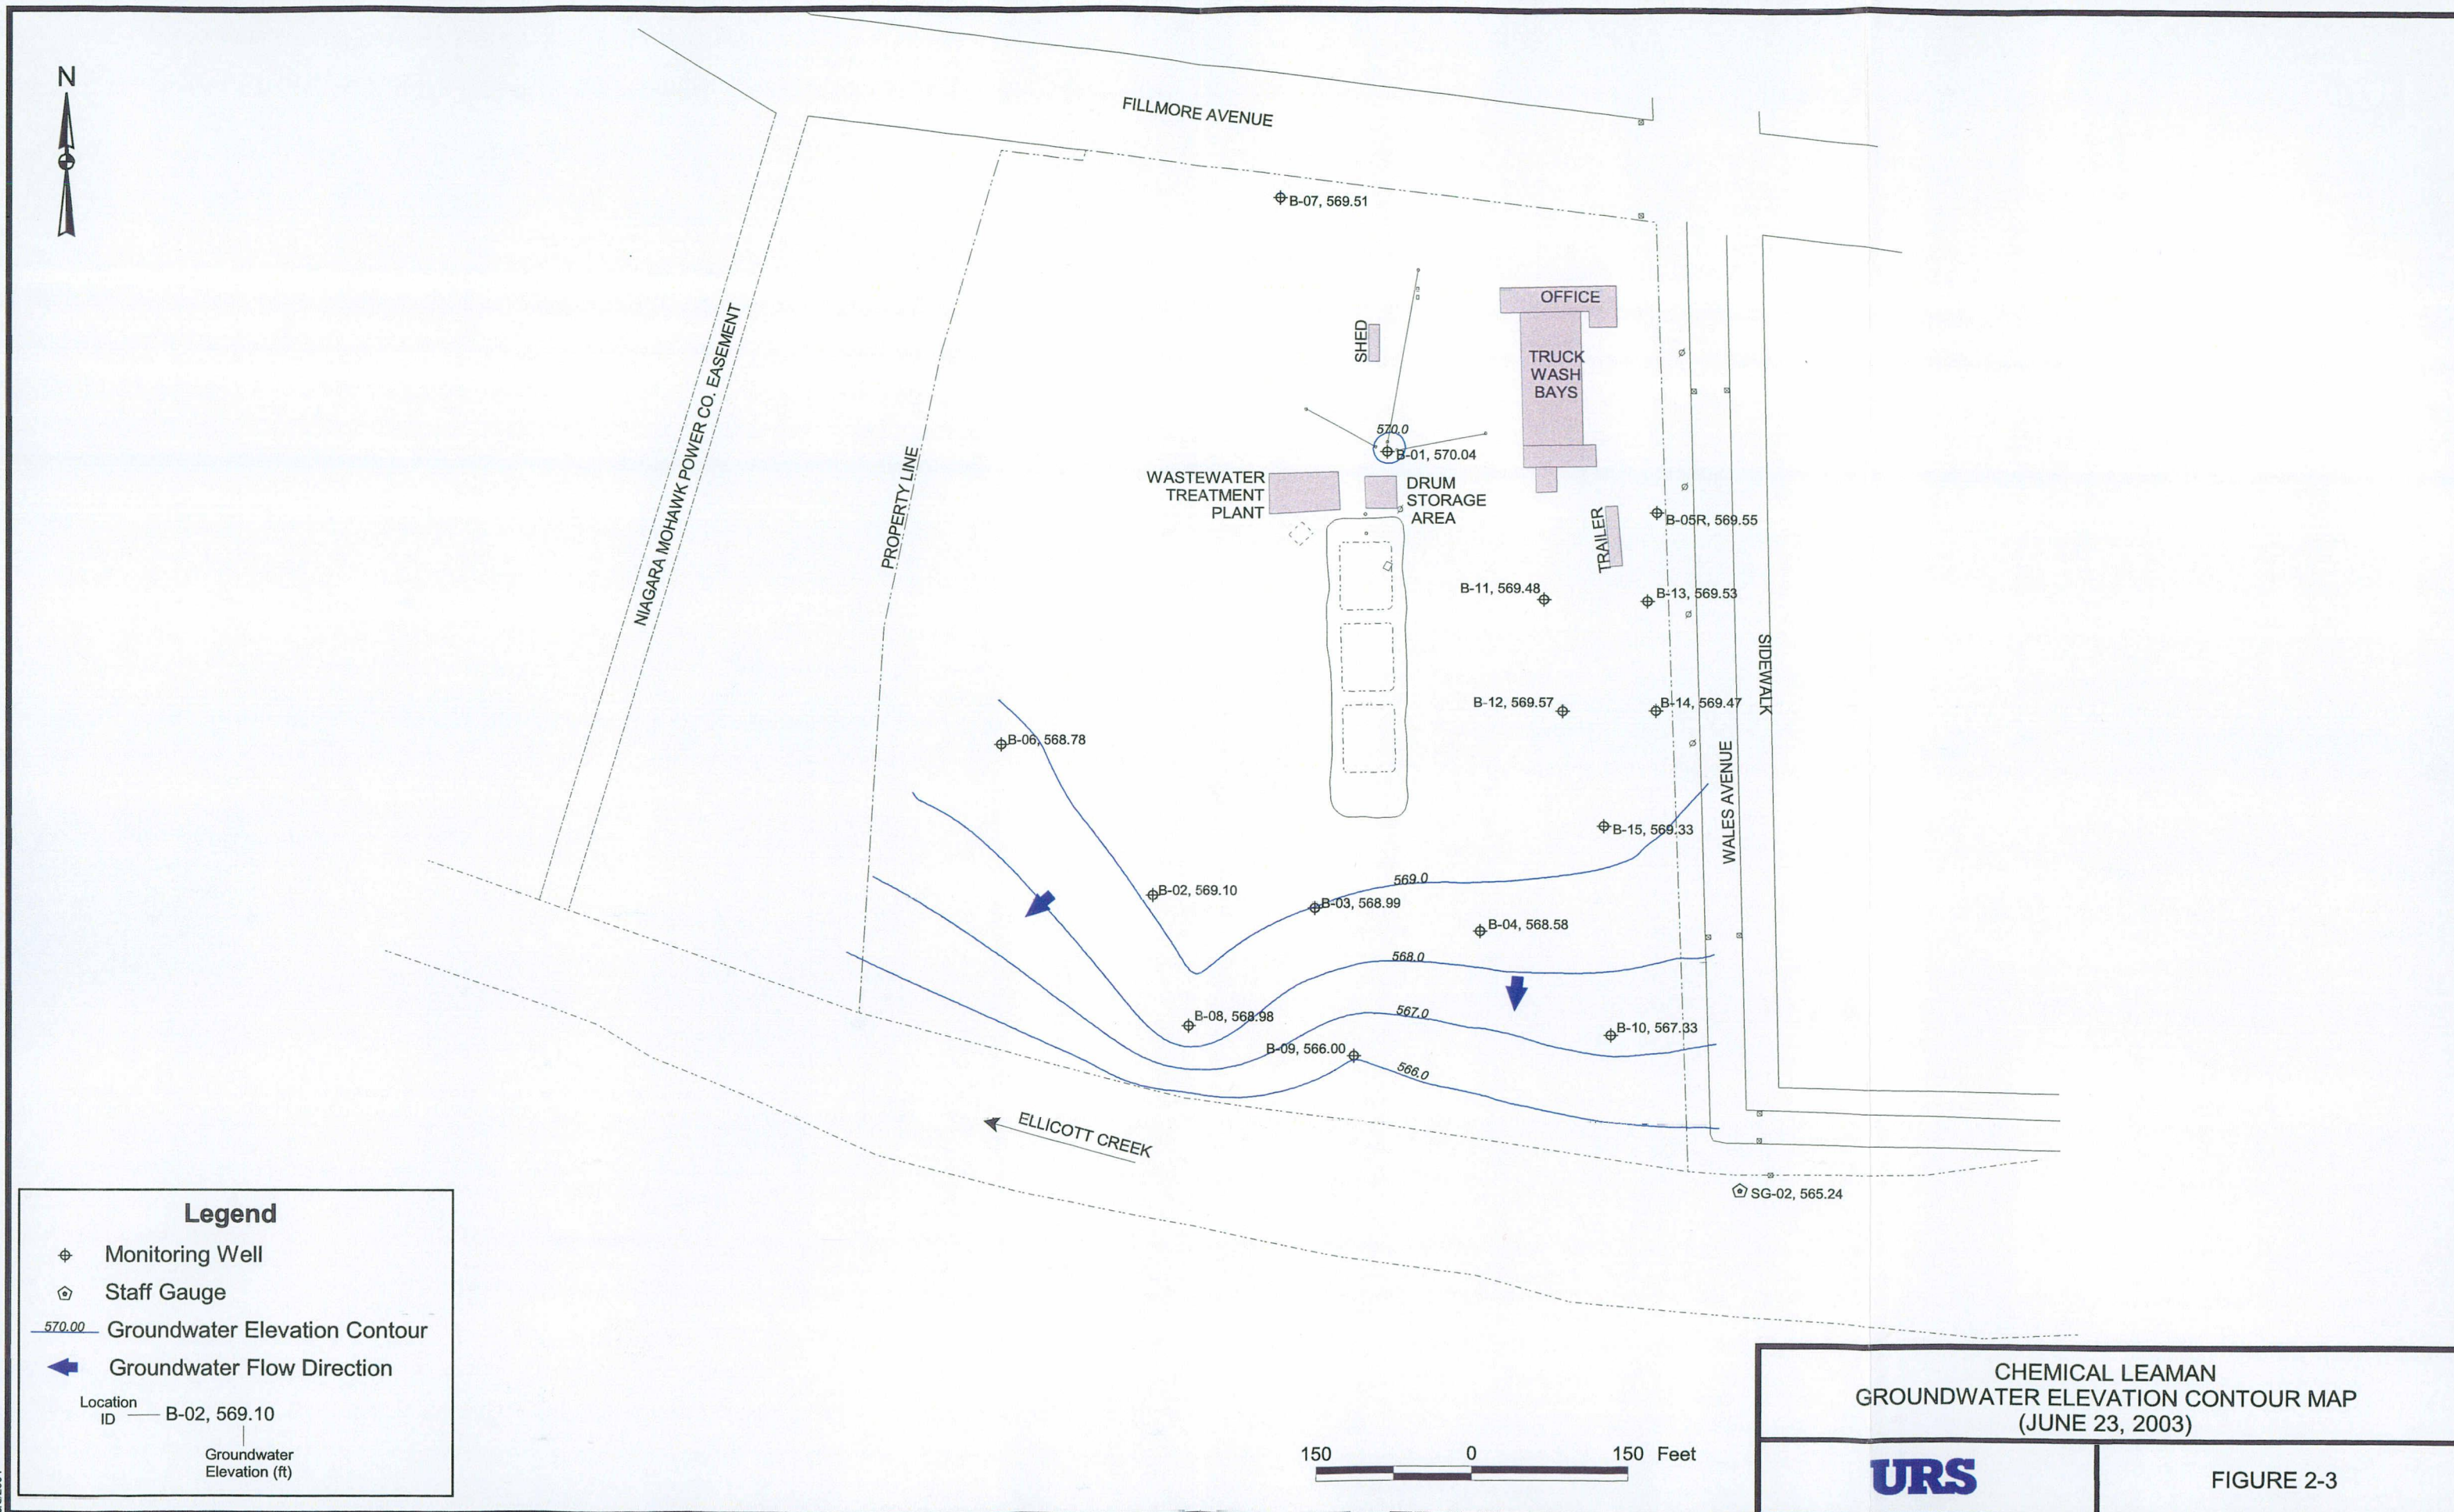 N
FILLMORE AVENUE
B-07, 569.51
NIAGARA MOHAWK POWER CO. EASEMENT
PROPERTY LINE
SHED
OFFICE
TRUCK
WASH
BAYS
570.0
B-01, 570.04
WASTEWATER
TREATMENT
PLANT
DRUM
STORAGE
AREA
TRAILER
B-05R, 569.55
B-11, 569.48
B-13, 569.53
SIDEWALK
B-12, 569.57
B-14, 569.47
B-06, 568.78
WALES AVENUE
B-15, 569.33
569.0
B-02, 569.10
B-03, 568.99
B-04, 568.58
568.0
B-08, 568.98
567.0
B-10, 567.33
B-09, 566.00
566.0
ELLICOTT CREEK
SG-02, 565.24
Legend
Monitoring Well
Staff Gauge
570.00 Groundwater Elevation Contour
Groundwater Flow Direction
Location
ID
B-02, 569.10
Groundwater
Elevation (ft)
150 0 150 Feet
CHEMICAL LEAMAN
GROUNDWATER ELEVATION CONTOUR MAP
(JUNE 23, 2003)
URS
FIGURE 2-3